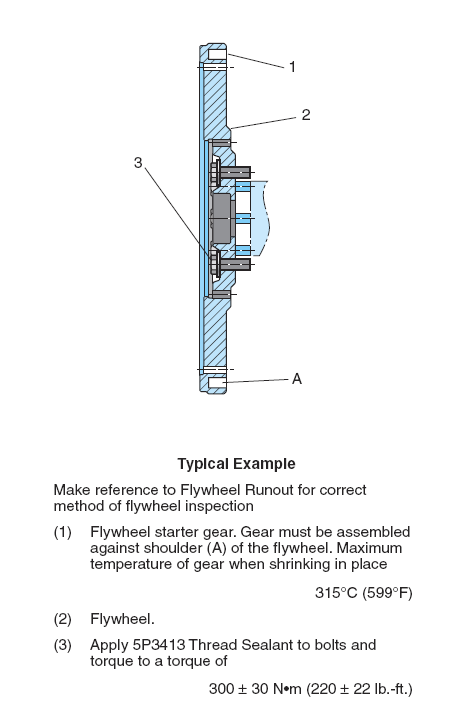 1
2
3
A
Typical Example
Make reference to Flywheel Runout for correct
method of flywheel inspection
(1) Flywheel starter gear. Gear must be assembled
against shoulder (A) of the flywheel. Maximum
temperature of gear when shrinking in place
315°C (599°F)
(2) Flywheel.
(3) Apply 5P3413 Thread Sealant to bolts and
torque to a torque of
300 ± 30 N•m (220 ± 22 lb.-ft.)